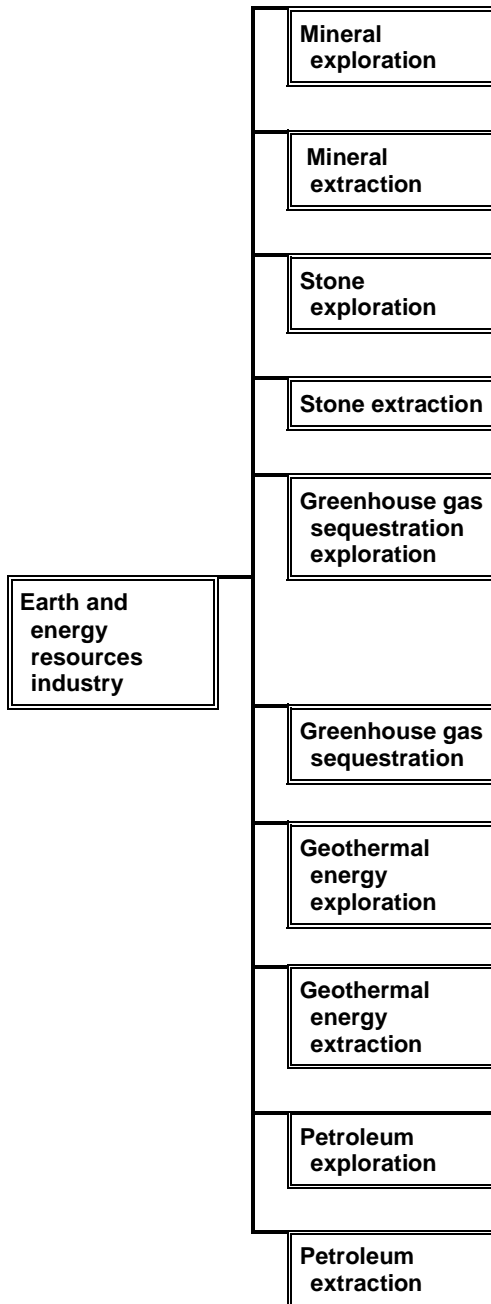 Mineral
exploration
Mineral
extraction
Stone
exploration
Stone extraction
Greenhouse gas
sequestration
exploration
Earth and
energy
resources
industry
Greenhouse gas
sequestration
Geothermal
energy
exploration
Geothermal
energy
extraction
Petroleum
exploration
Petroleum
extraction